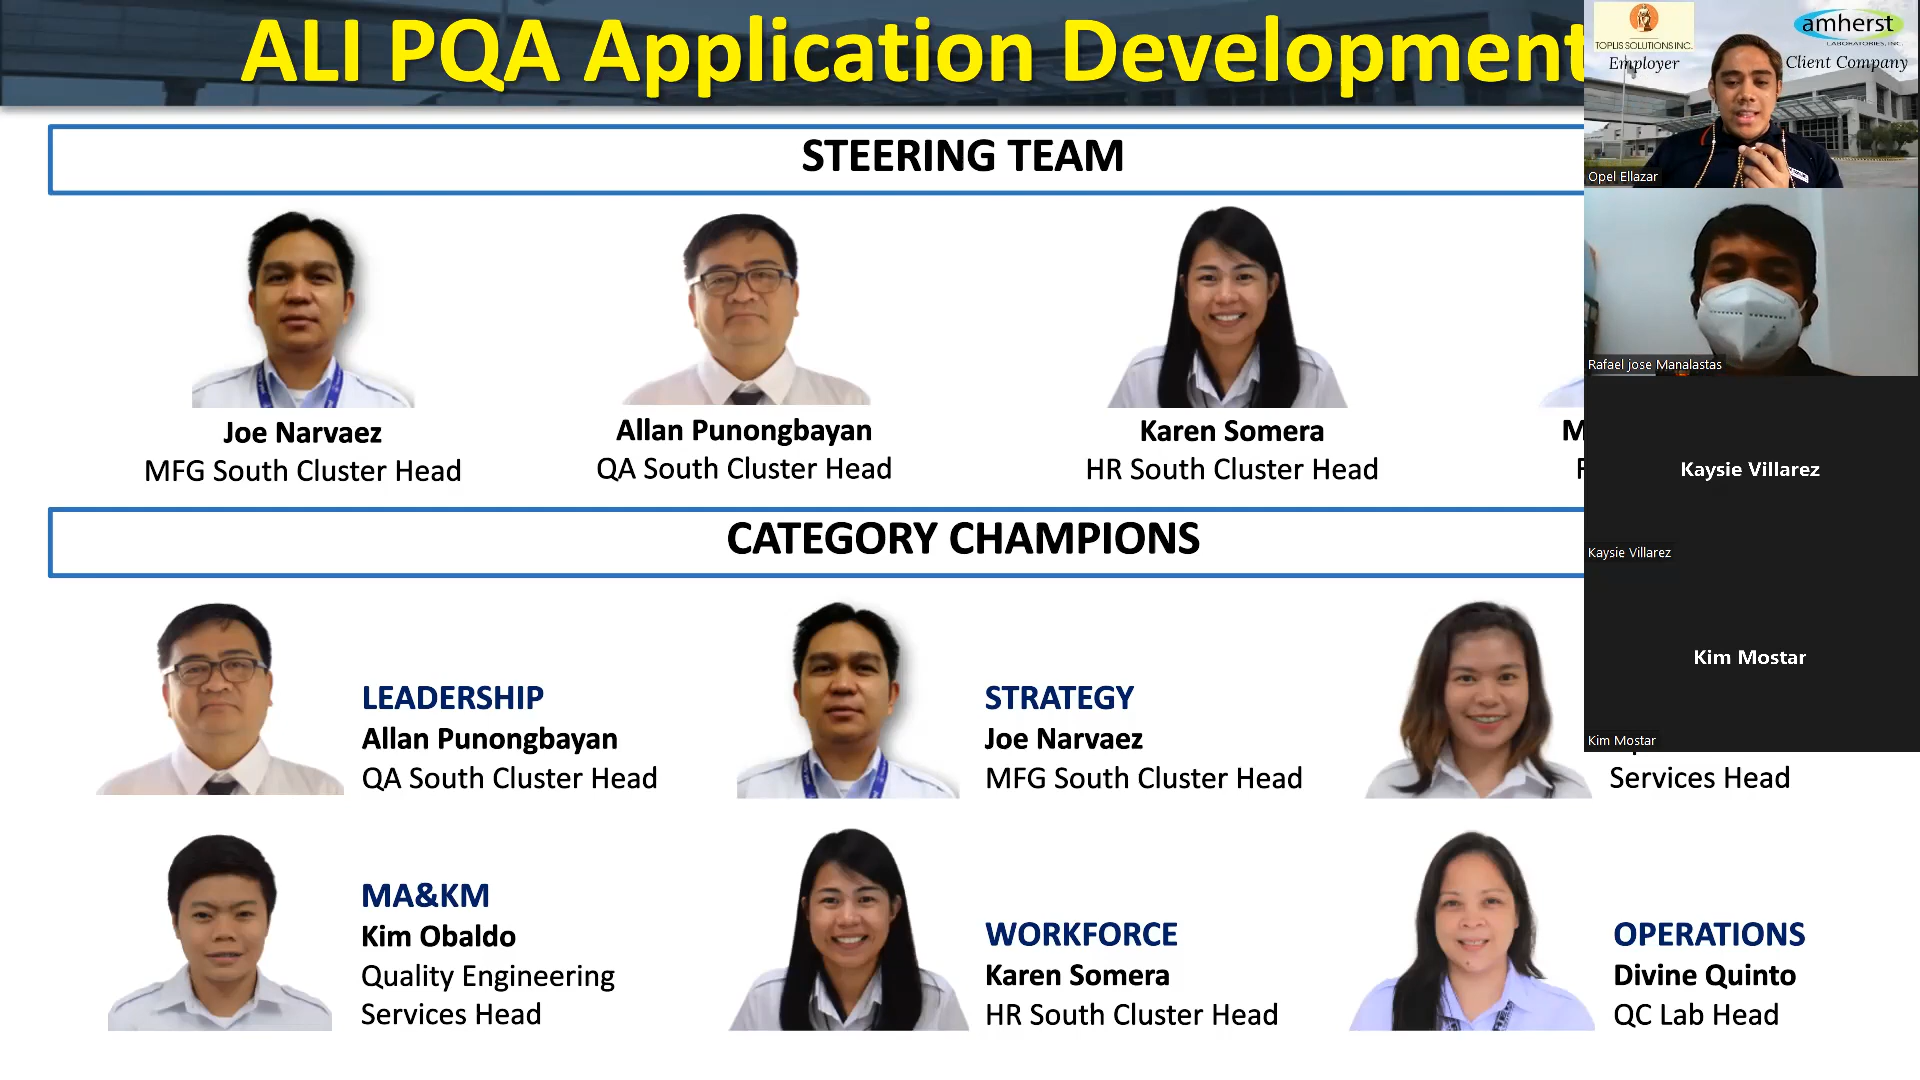 ALI PQA Application Development
STEERING TEAM
Joe Narvaez
MFG South Cluster Head
Allan Punongbayan
QA South Cluster Head
Karen Somera
HR South Cluster Head
CATEGORY CHAMPIONS
LEADERSHIP
Allan Punongbayan
QA South Cluster Head
STRATEGY
Joe Narvaez
MFG South Cluster Head
Services Head
MA&KM
Kim Obaldo
Quality Engineering
Services Head
WORKFORCE
Karen Somera
HR South Cluster Head
OPERATIONS
Divine Quinto
QC Lab Head
TOPLIS SOLUTIONS INC.
Employer
amherst
LABORATORIES, INC.
Client Company
Opel Ellazar
Rafael jose Manalastas
Kaysie Villarez
Kaysie Villarez
Kim Mostar
Kim Mostar